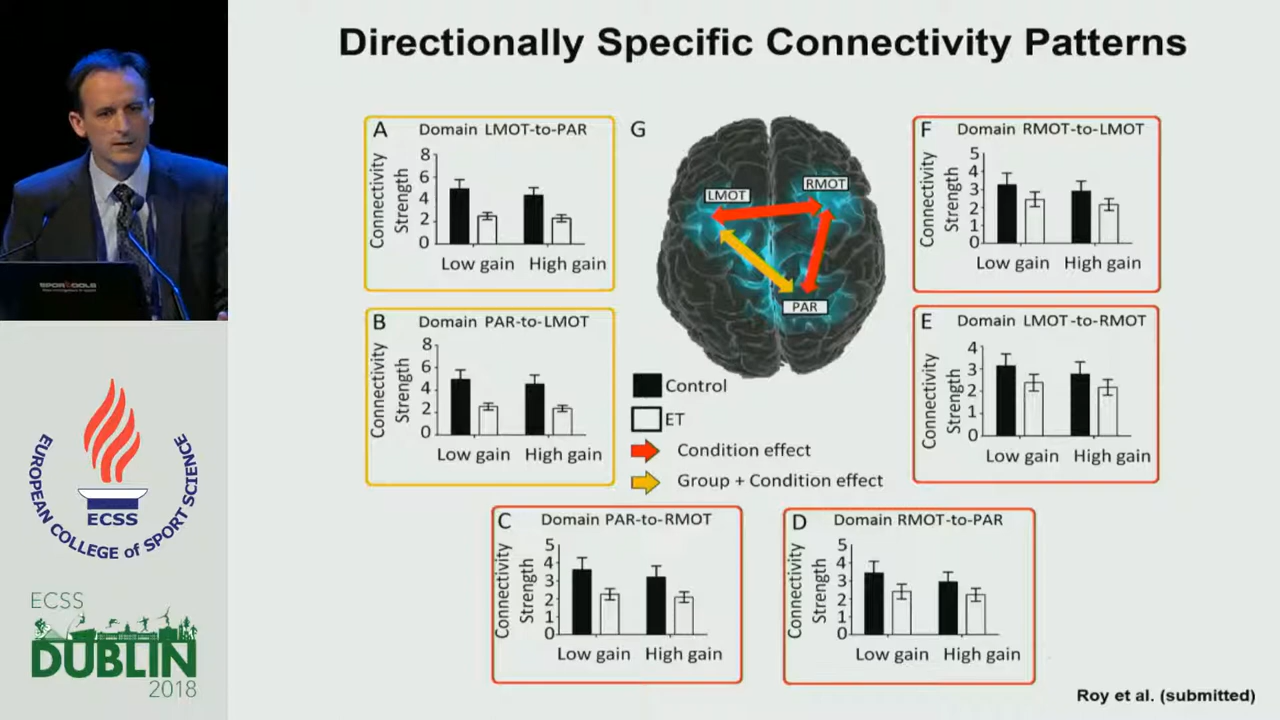 Directionally Specific Connectivity Patterns
A Domain LMOT-to-PAR
Connectivity
Strength
8
6
4
2
0
Low gain High gain
B Domain PAR-to-LMOT
Connectivity
Strength
8
6
4
2
0
Low gain High gain
C Domain PAR-to-RMOT
Connectivity
Strength
5
4
3
2
1
0
Low gain High gain
D Domain RMOT-to-PAR
Connectivity
Strength
5
4
3
2
1
0
Low gain High gain
E Domain LMOT -to-RMOT
Connectivity
Strength
4
3
2
1
0
Low gain High gain
F Domain RMOT-to-LMOT
Connectivity
Strength
5
4
3
2
1
0
Low gain High gain
G
LMOT
RMOT
PAR
Control
ET
Condition effect
Group + Condition effect
Roy et al. (submitted)
EUROPEAN COLLEGE of SPORT SCIENCE
ECSS
ECSS
DUBLIN
2018